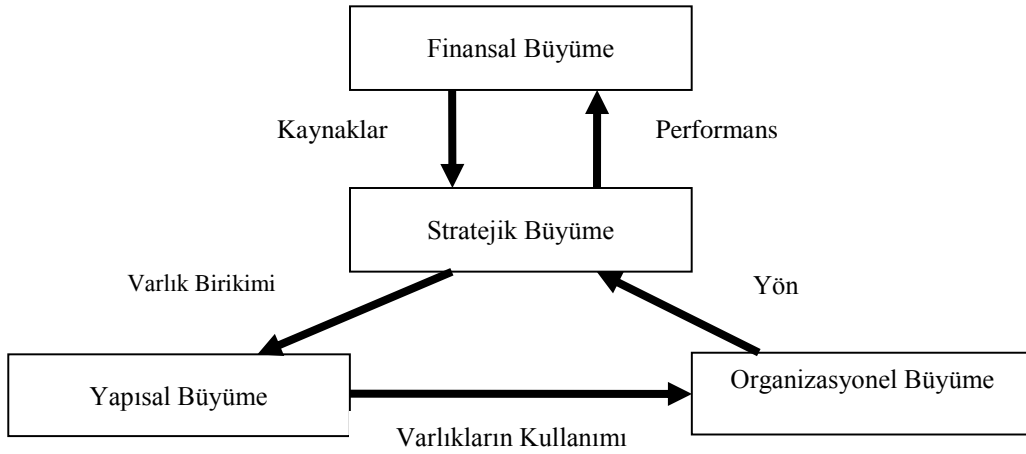 Finansal Büyüme
Kaynaklar
Performans
Stratejik Büyüme
Varlık Birikimi
Yön
Yapısal Büyüme
Organizasyonel Büyüme
Varlıkların Kullanımı